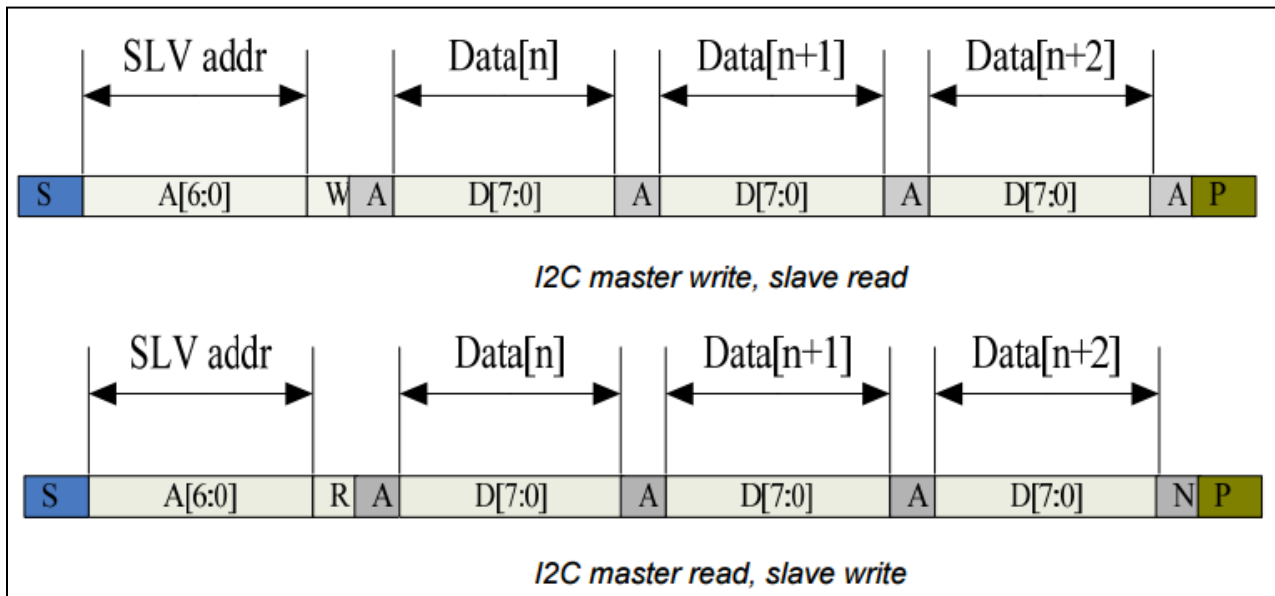 SLV addr Data[n] Data[n+1] Data[n+2]
S A[6:0] W A D[7:0] A D[7:0] A D[7:0] A P
I2C master write, slave read
SLV addr Data[n] Data[n+1] Data[n+2]
S A[6:0] R A D[7:0] A D[7:0] A D[7:0] N P
I2C master read, slave write